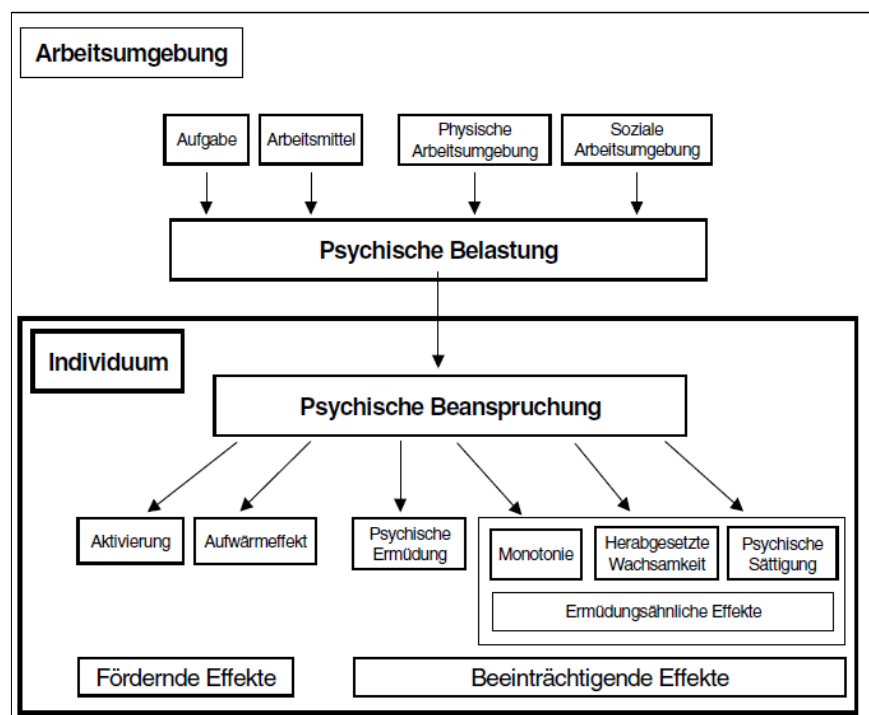 Arbeitsumgebung
Aufgabe
Arbeitsmittel
Physische
Arbeitsumgebung
Soziale
Arbeitsumgebung
Psychische Belastung
Individuum
Psychische Beanspruchung
Aktivierung
Aufwärmeffekt
Psychische
Ermüdung
Monotonie
Herabgesetzte
Wachsamkeit
Psychische
Sättigung
Ermüdungsähnliche Effekte
Fördernde Effekte
Beeinträchtigende Effekte